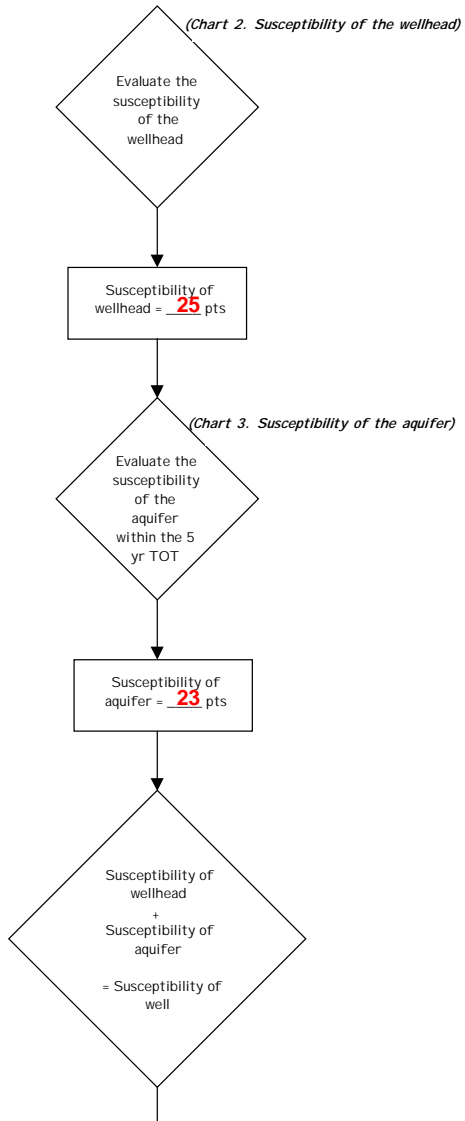 (Chart 2. Susceptibility of the wellhead)
Evaluate the
susceptibility
of the
wellhead
Susceptibility of
wellhead = 25 pts
(Chart 3. Susceptibility of the aquifer)
Evaluate the
susceptibility
of the
aquifer
within the 5
yr TOT
Susceptibility of
aquifer = 23 pts
Susceptibility of
wellhead
+
Susceptibility of
aquifer
= Susceptibility of
well